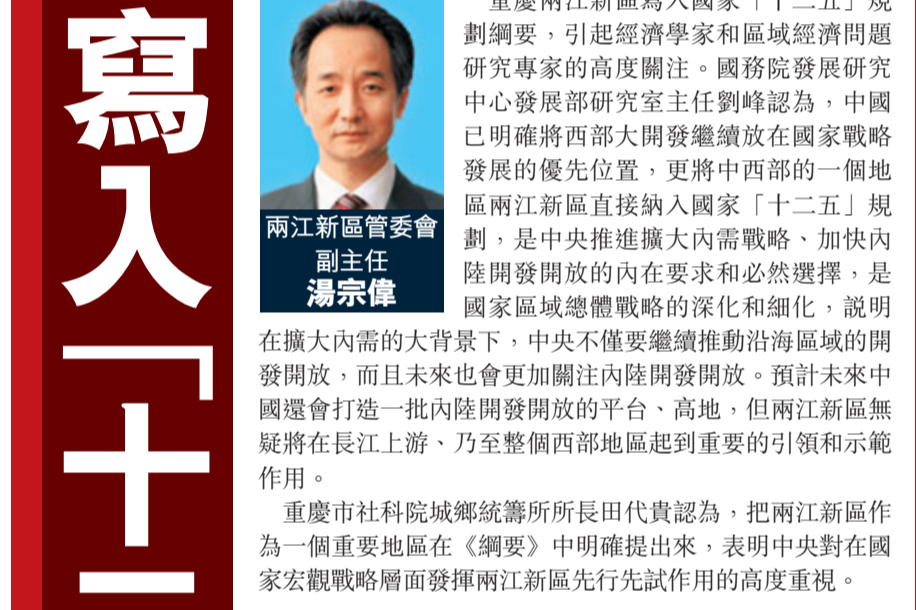 寫入「十二
兩江新區管委會
副主任
湯宗偉
重慶兩江新區寫入國家「十二五」規
劃綱要，引起經濟學家和區域經濟問題
研究專家的高度關注。國務院發展研究
中心發展部研究室主任劉峰認為，中國
已明確將西部大開發繼續放在國家戰略
發展的優先位置，更將中西部的一個地
區兩江新區直接納入國家「十二五」規
劃，是中央推進擴大內需戰略、加快內
陸開發開放的內在要求和必然選擇，是
國家區域總體戰略的深化和細化，説明
在擴大內需的大背景下，中央不僅要繼續推動沿海區域的開
發開放，而且未來也會更加關注內陸開發開放。預計未來中
國還會打造一批內陸開發開放的平台、高地，但兩江新區無
疑將在長江上游、乃至整個西部地區起到重要的引領和示範
作用。
重慶市社科院城鄉統籌所所長田代貴認為，把兩江新區作
為一個重要地區在《綱要》中明確提出來，表明中央對在國
家宏觀戰略層面發揮兩江新區先行先試作用的高度重視。